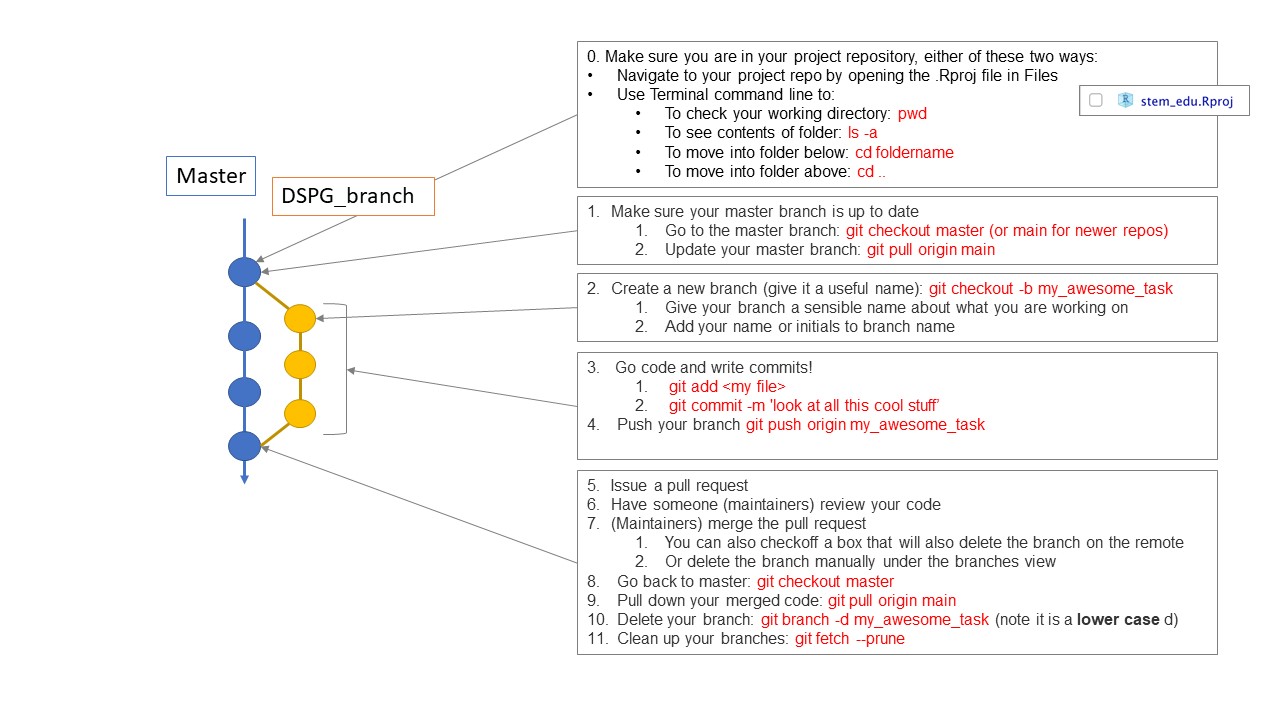 Master
DSPG_branch
0. Make sure you are in your project repository, either of these two ways:
• Navigate to your project repo by opening the .Rproj file in Files
• Use Terminal command line to:
• To check your working directory: pwd
• To see contents of folder: ls -a
• To move into folder below: cd foldername
• To move into folder above: cd ..
stem_edu.Rproj
1. Make sure your master branch is up to date
1. Go to the master branch: git checkout master (or main for newer repos)
2. Update your master branch: git pull origin main
2. Create a new branch (give it a useful name): git checkout -b my_awesome_task
1. Give your branch a sensible name about what you are working on
2. Add your name or initials to branch name
3. Go code and write commits!
1. git add <my file>
2. git commit -m 'look at all this cool stuff’
4. Push your branch git push origin my_awesome_task
5. Issue a pull request
6. Have someone (maintainers) review your code
7. (Maintainers) merge the pull request
1. You can also checkoff a box that will also delete the branch on the remote
2. Or delete the branch manually under the branches view
8. Go back to master: git checkout master
9. Pull down your merged code: git pull origin main
10. Delete your branch: git branch -d my_awesome_task (note it is a lower case d)
11. Clean up your branches: git fetch --prune